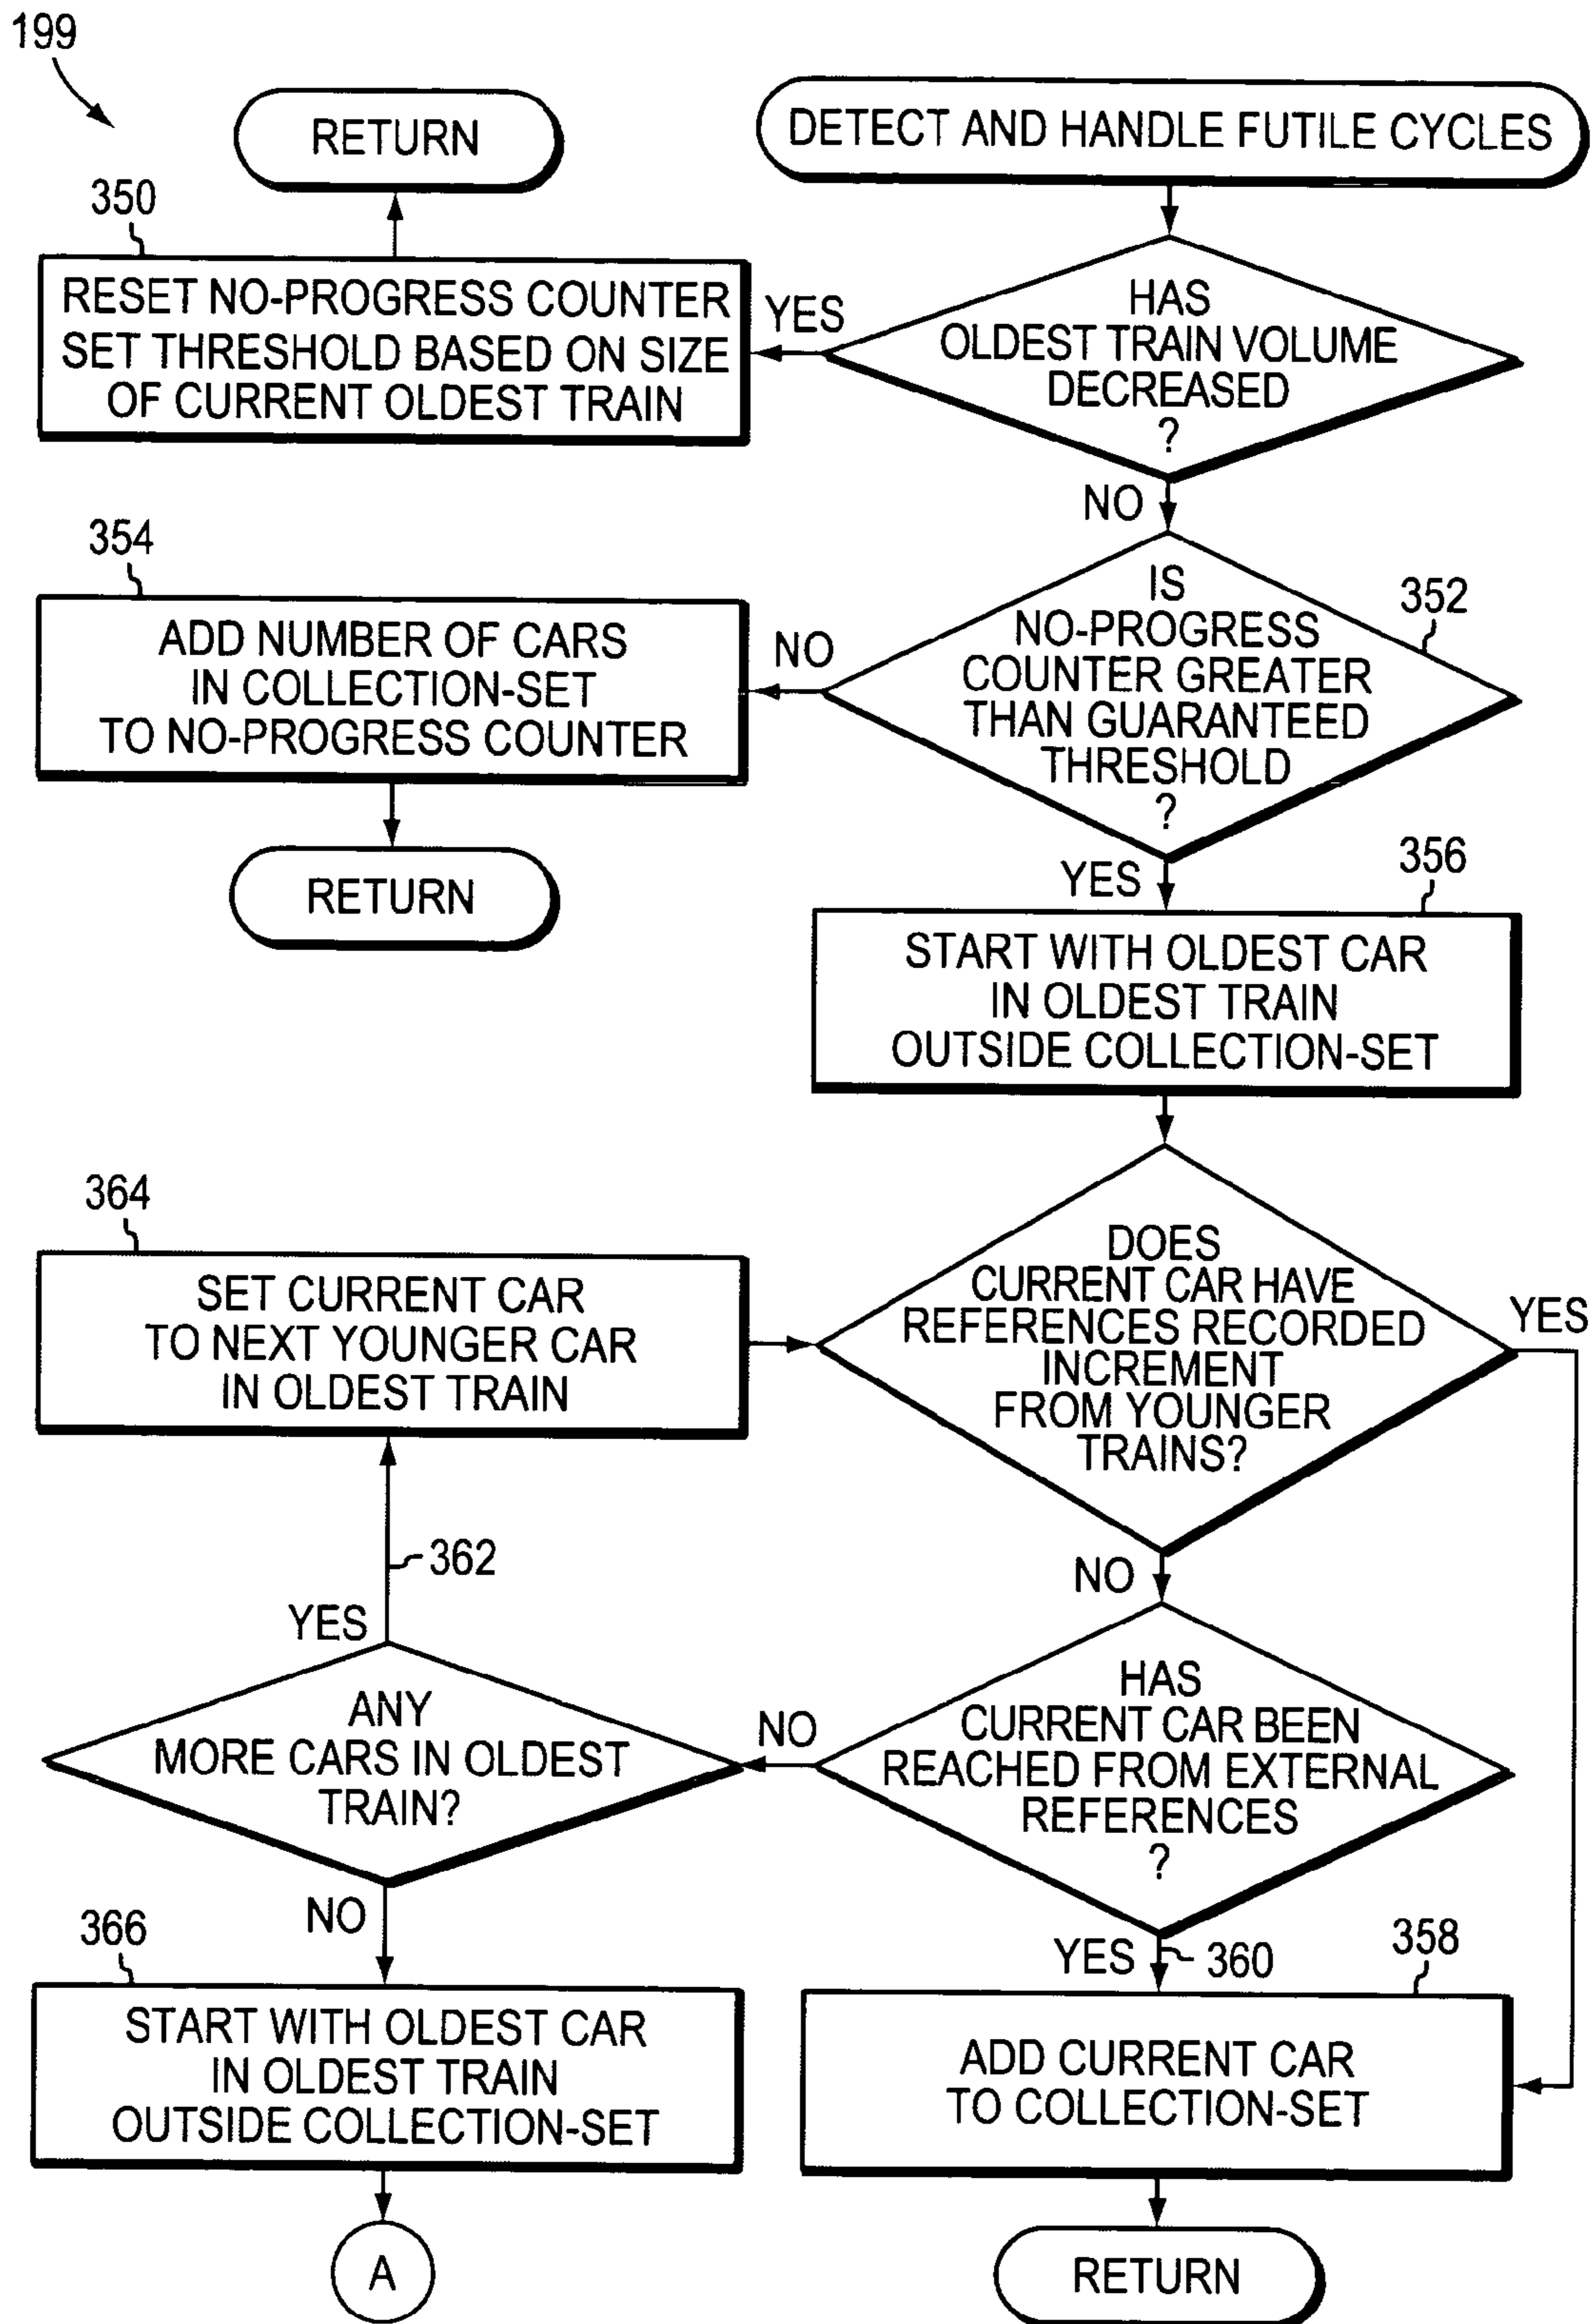 199
RETURN
DETECT AND HANDLE FUTILE CYCLES
350
RESET NO-PROGRESS COUNTER
SET THRESHOLD BASED ON SIZE
OF CURRENT OLDEST TRAIN
YES
HAS
OLDEST TRAIN VOLUME
DECREASED
?
NO
354
ADD NUMBER OF CARS
IN COLLECTION-SET
TO NO-PROGRESS COUNTER
NO
IS
NO-PROGRESS
COUNTER GREATER
THAN GUARANTEED
THRESHOLD
?
352
RETURN
YES
356
START WITH OLDEST CAR
IN OLDEST TRAIN
OUTSIDE COLLECTION-SET
364
SET CURRENT CAR
TO NEXT YOUNGER CAR
IN OLDEST TRAIN
DOES
CURRENT CAR HAVE
REFERENCES RECORDED
INCREMENT
FROM YOUNGER
TRAINS?
YES
362
NO
YES
ANY
MORE CARS IN OLDEST
TRAIN?
NO
HAS
CURRENT CAR BEEN
REACHED FROM EXTERNAL
REFERENCES
?
NO
YES
360
366
START WITH OLDEST CAR
IN OLDEST TRAIN
OUTSIDE COLLECTION-SET
358
ADD CURRENT CAR
TO COLLECTION-SET
A
RETURN